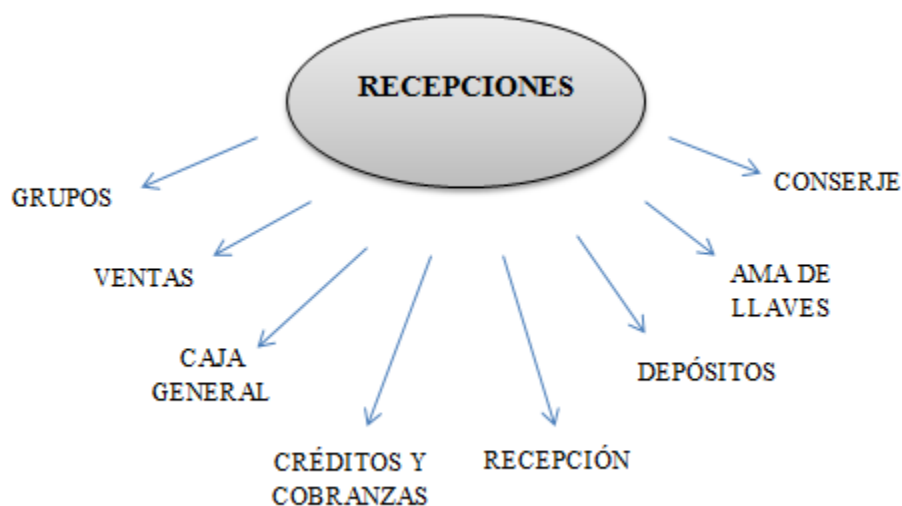 RECEPCIONES
GRUPOS
CONSERJE
VENTAS
AMA DE
LLAVES
CAJA
GENERAL
DEPÓSITOS
CRÉDITOS Y
COBRANZAS
RECEPCIÓN